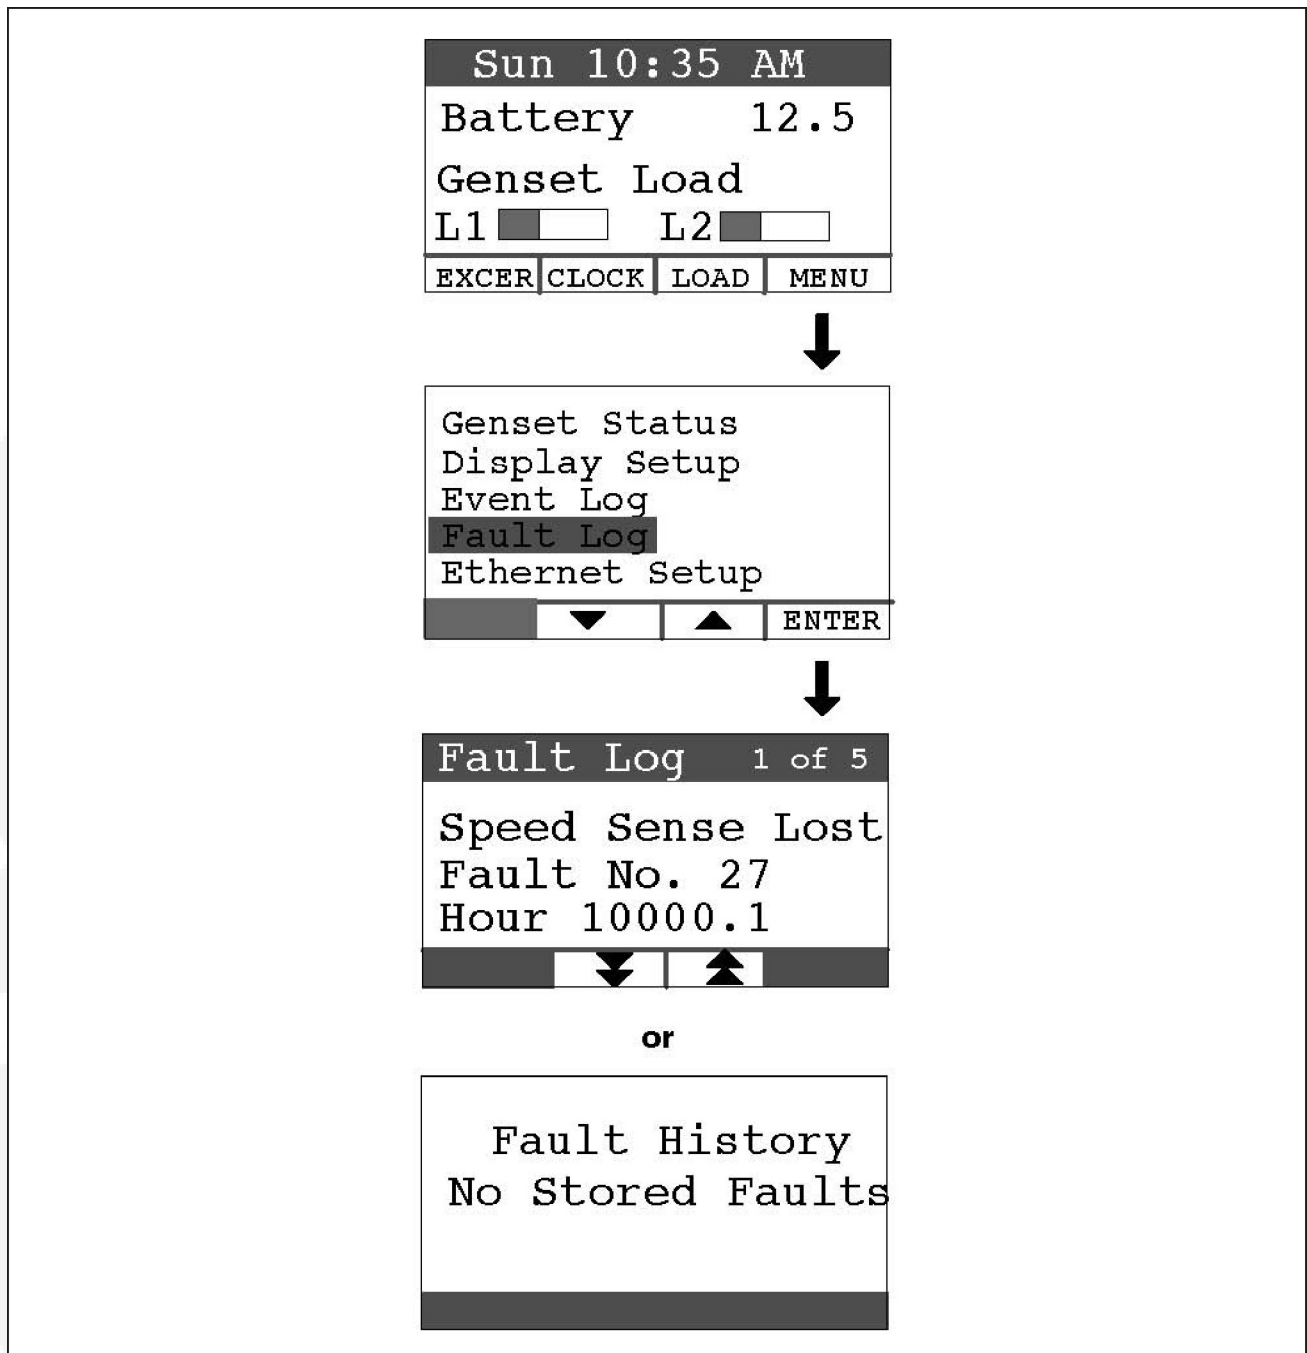 Sun 10:35 AM
Battery 12.5
Genset Load
L1 L2
EXCER CLOCK LOAD MENU
Genset Status
Display Setup
Event Log
Fault Log
Ethernet Setup
ENTER
Fault Log 1 of 5
Speed Sense Lost
Fault No. 27
Hour 10000.1
or
Fault History
No Stored Faults